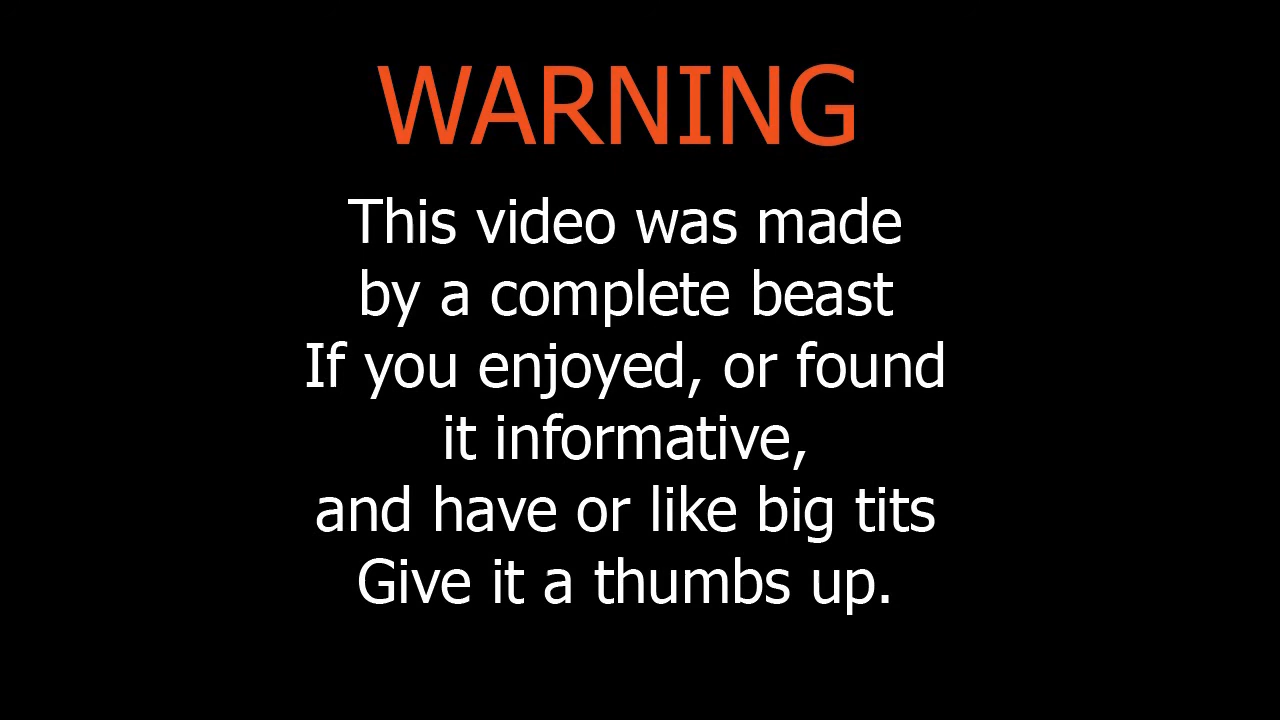 WARNING
This video was made
by a complete beast
If you enjoyed, or found
it informative,
and have or like big tits
Give it a thumbs up.